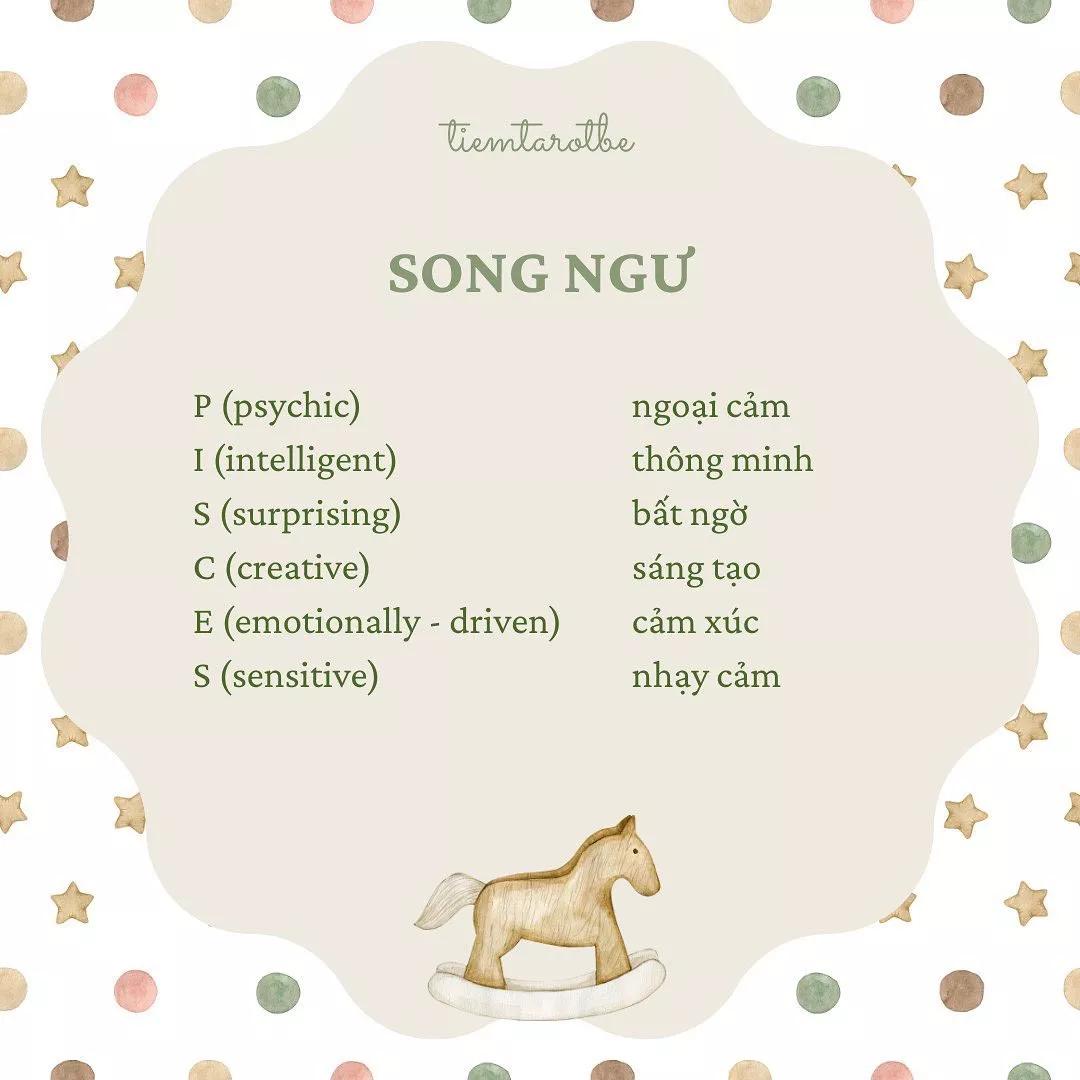 tiemtarotbe
SONG NGƯ
P (psychic) ngoại cảm
I (intelligent) thông minh
S (surprising) bất ngờ
C (creative) sáng tạo
E (emotionally - driven) cảm xúc
S (sensitive) nhạy cảm